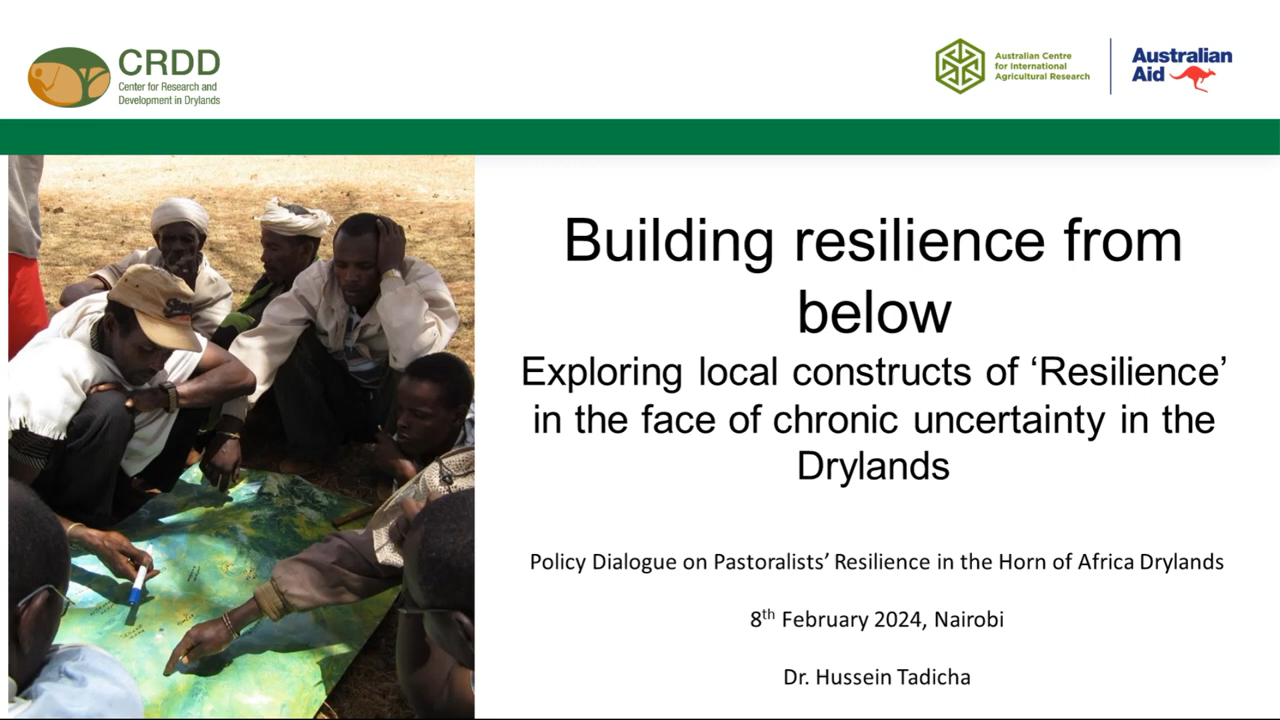 CRDD
Center for Research and
Development in Drylands
Australian Centre
for International
Agricultural Research
Australian
Aid
Building resilience from
below
Exploring local constructs of ‘Resilience’
in the face of chronic uncertainty in the
Drylands
Policy Dialogue on Pastoralists’ Resilience in the Horn of Africa Drylands
8th February 2024, Nairobi
Dr. Hussein Tadicha